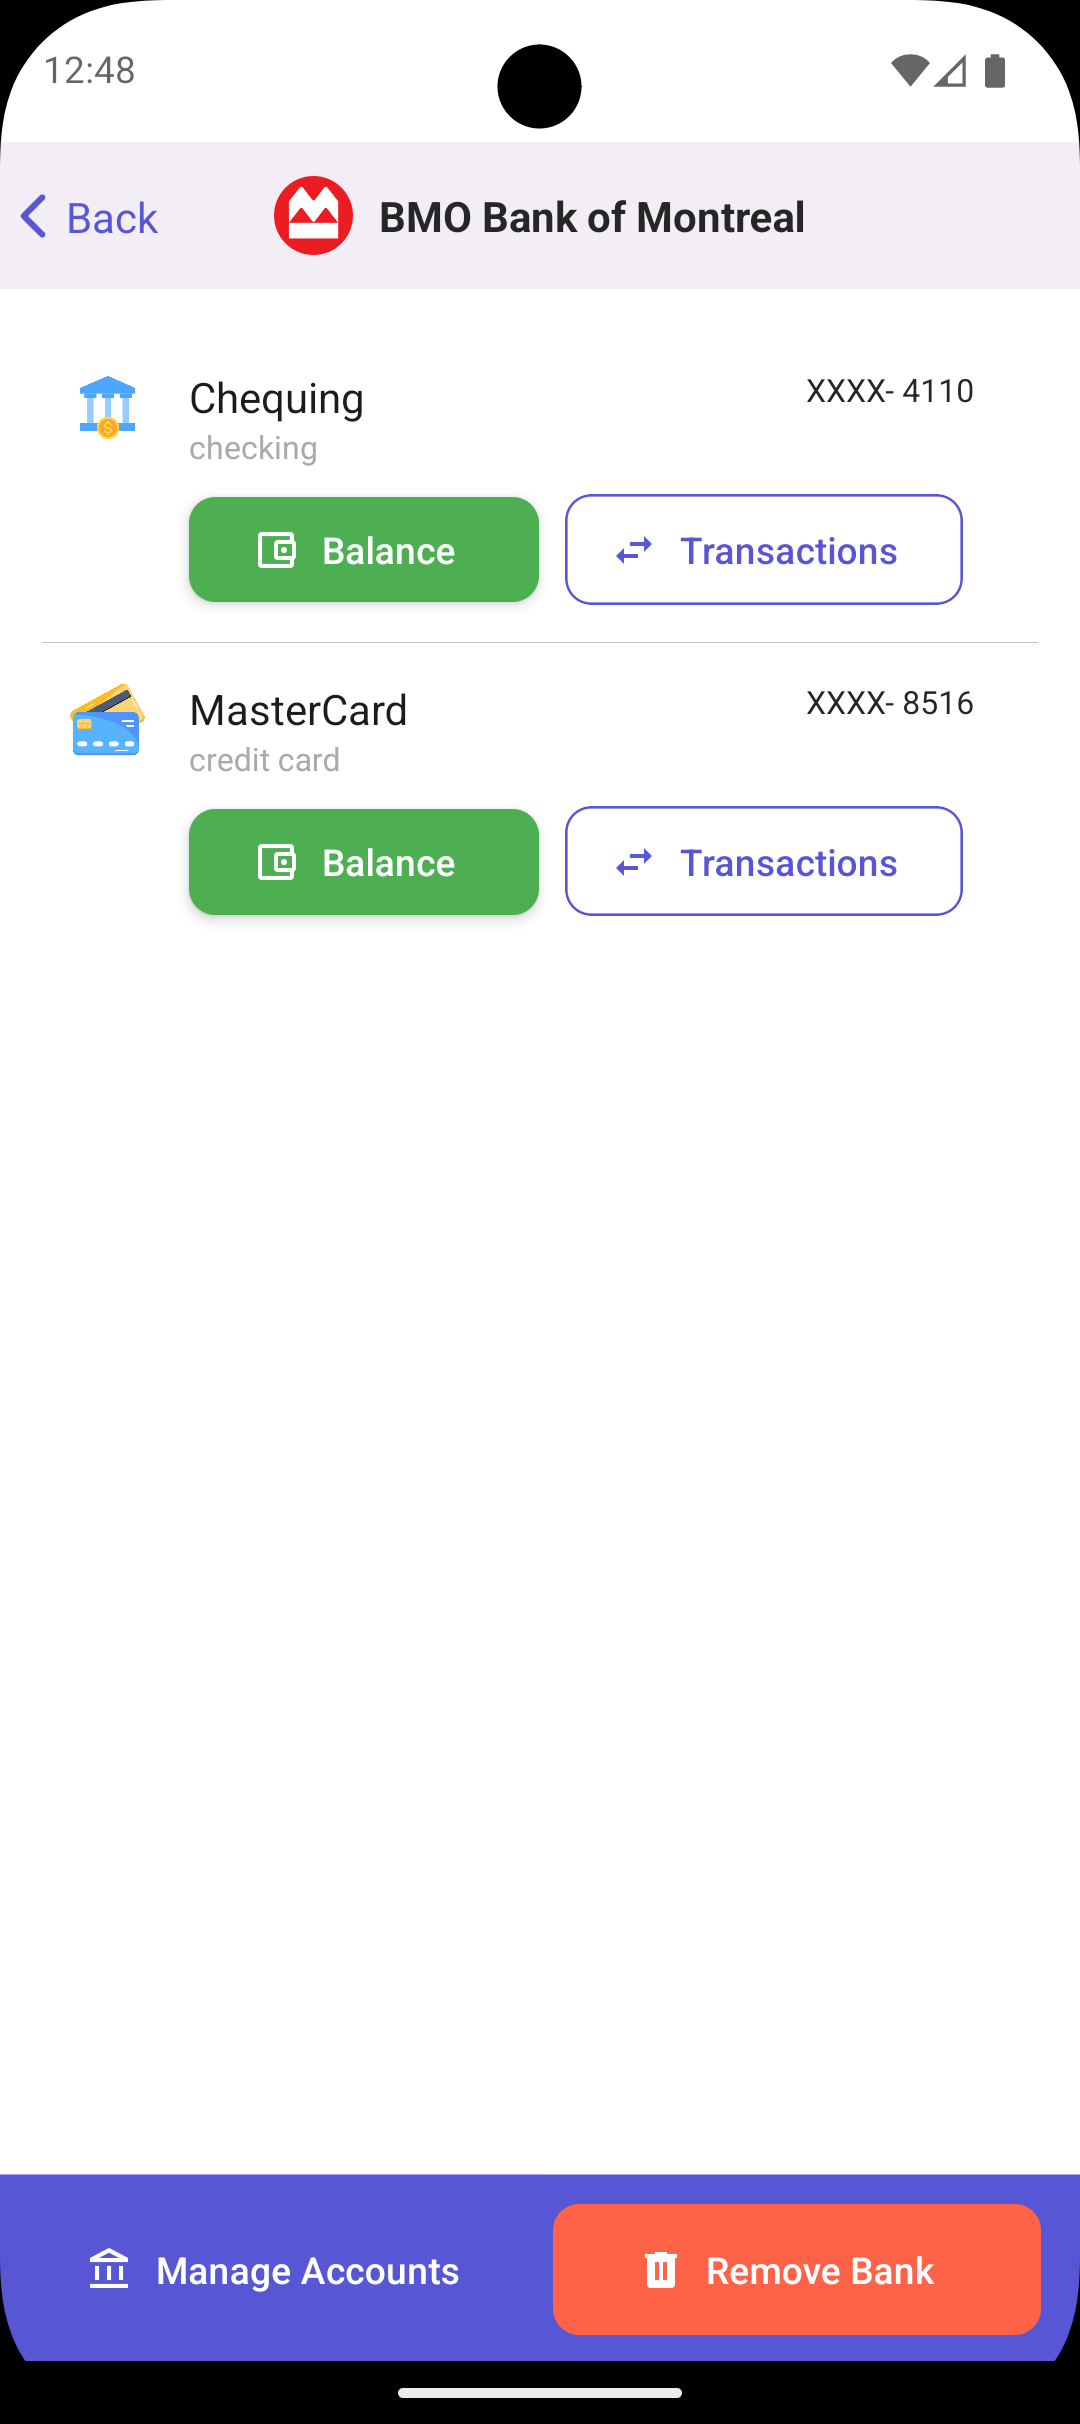 12:48
Back
BMO Bank of Montreal
Chequing
XXXX- 4110
checking
Balance
Transactions
MasterCard
XXXX- 8516
credit card
Balance
Transactions
Manage Accounts
Remove Bank